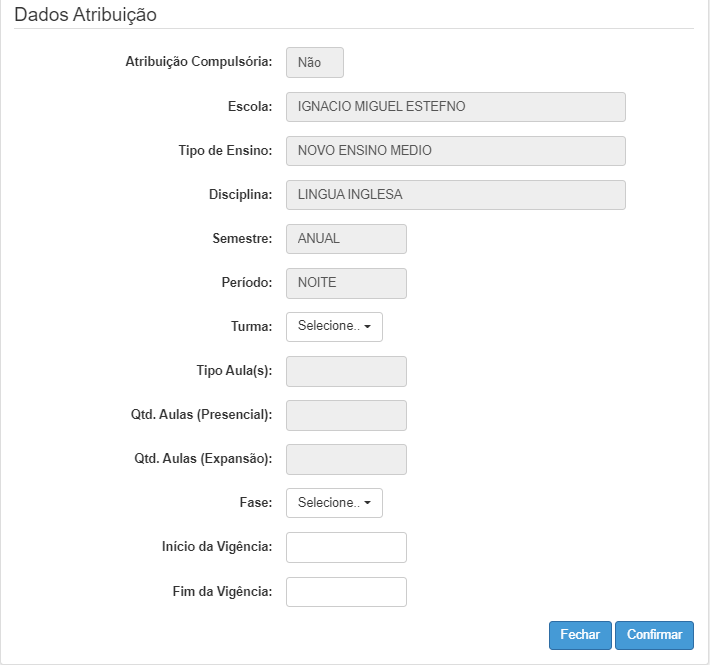 Dados Atribuição
Atribuição Compulsória: Não
Escola: IGNACIO MIGUEL ESTEFNO
Tipo de Ensino: NOVO ENSINO MEDIO
Disciplina: LINGUA INGLESA
Semestre: ANUAL
Período: NOITE
Turma: Selecione..
Tipo Aula(s):
Qtd. Aulas (Presencial):
Qtd. Aulas (Expansão):
Fase: Selecione..
Início da Vigência:
Fim da Vigência:
Fechar Confirmar